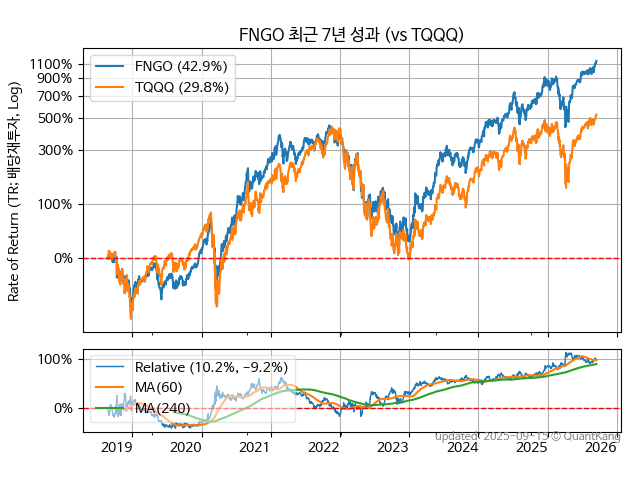 FNGO 최근 7년 성과 (vs TQQQ)
Rate of Return (TR; 배당재투자, Log)
1100%
900%
700%
500%
300%
100%
0%
FNGO (42.9%)
TQQQ (29.8%)
100%
0%
Relative (10.2%, −9.2%)
MA(60)
MA(240)
updated: 2025-09-15 © QuantKang
2019 2020 2021 2022 2023 2024 2025 2026